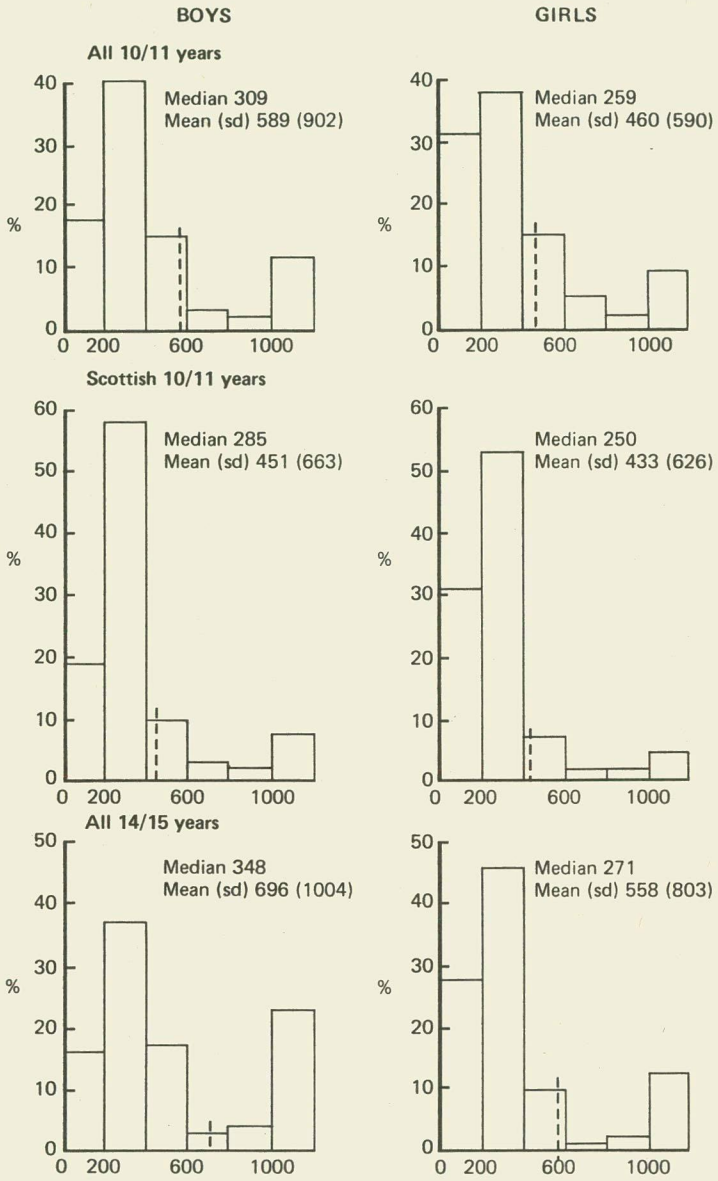 BOYS
GIRLS
All 10/11 years
40
30
20
10
0
%
0 200 600 1000
Median 309
Mean (sd) 589 (902)
40
30
20
10
0
%
0 200 600 1000
Median 259
Mean (sd) 460 (590)
Scottish 10/11 years
60
50
40
30
20
10
0
%
0 200 600 1000
Median 285
Mean (sd) 451 (663)
60
50
40
30
20
10
0
%
0 200 600 1000
Median 250
Mean (sd) 433 (626)
All 14/15 years
50
40
30
20
10
0
%
0 200 600 1000
Median 348
Mean (sd) 696 (1004)
50
40
30
20
10
0
%
0 200 600 1000
Median 271
Mean (sd) 558 (803)